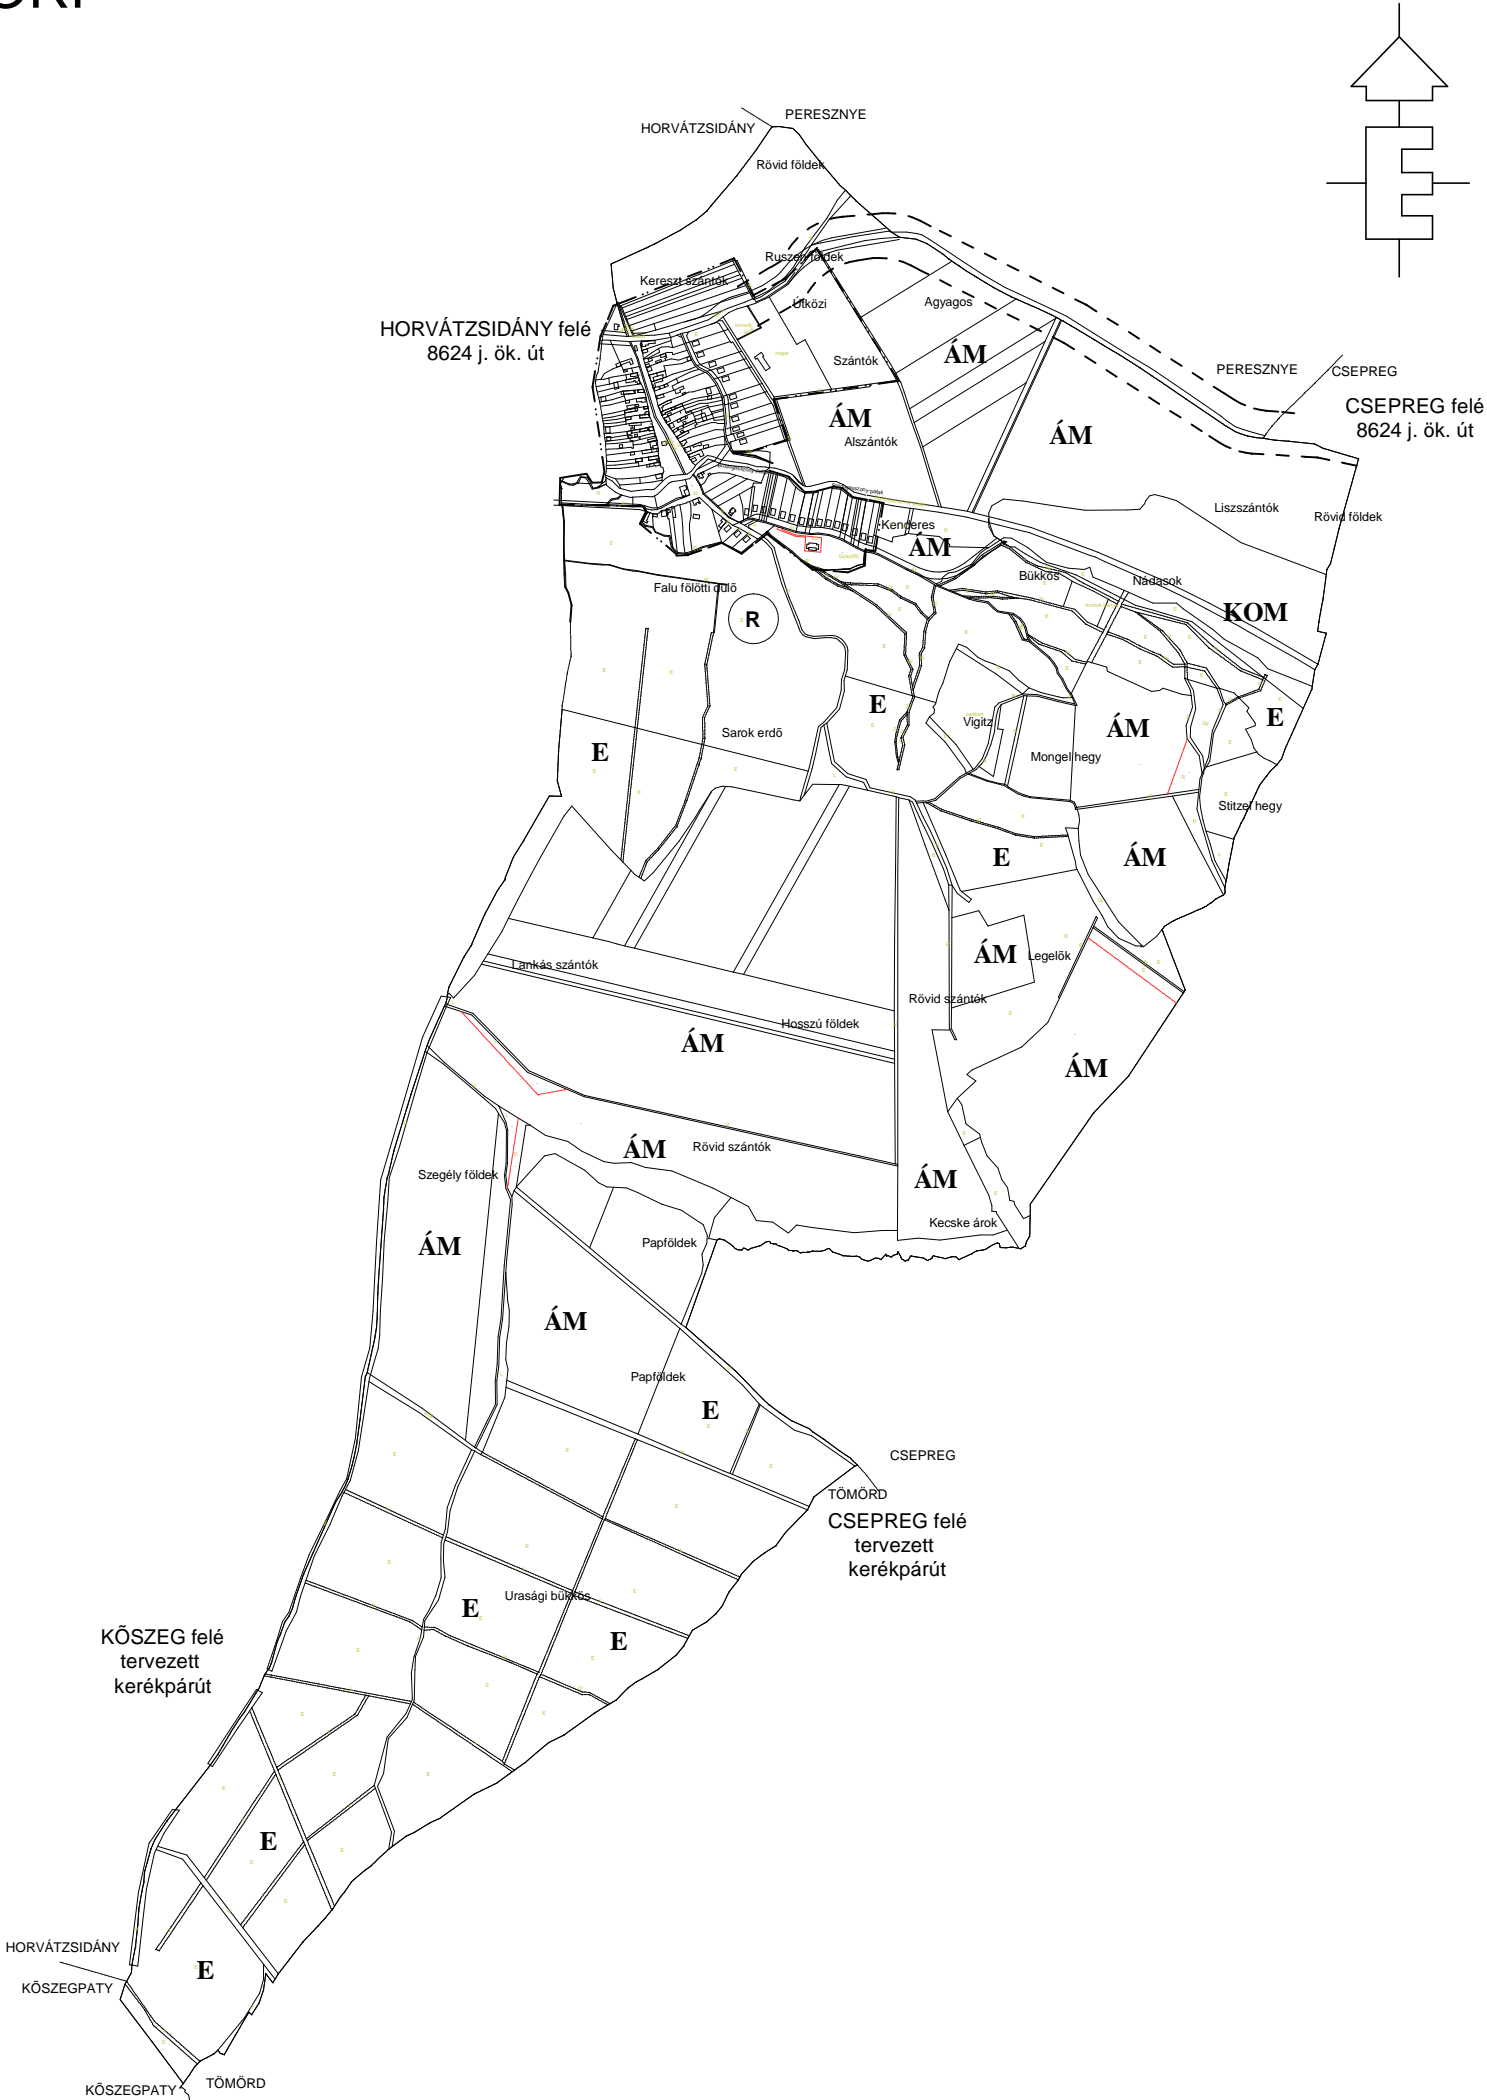 PERESZNYE
HORVÁTZSIDÁNY
Rövid földek
Ruszen földek
Kereszt szántók
Útközi
Agyagos
HORVÁTZSIDÁNY felé
8624 j. ök. út
ÁM
Szántók
PERESZNYE
CSEPREG
CSEPREG felé
8624 j. ök. út
ÁM
Alszántók
ÁM
Liszszántók
Rövid földek
Kenderes
ÁM
Bükkös
Nádasok
Falu fölötti dülő
R
KOM
E
Vigitz
ÁM
E
Sarok erdő
E
Mongel hegy
Stitzel hegy
E
ÁM
ÁM
Legelők
Lankás szántók
Rövid szántók
Hosszú földek
ÁM
ÁM
ÁM
Rövid szántók
Szegély földek
ÁM
Kecske árok
Papföldek
ÁM
ÁM
Papföldek
E
CSEPREG
TÖMÖRD
CSEPREG felé
tervezett
kerékpárút
Urasági bükkös
E
E
KŐSZEG felé
tervezett
kerékpárút
E
HORVÁTZSIDÁNY
E
KŐSZEGPATY
TÖMÖRD
KŐSZEGPATY